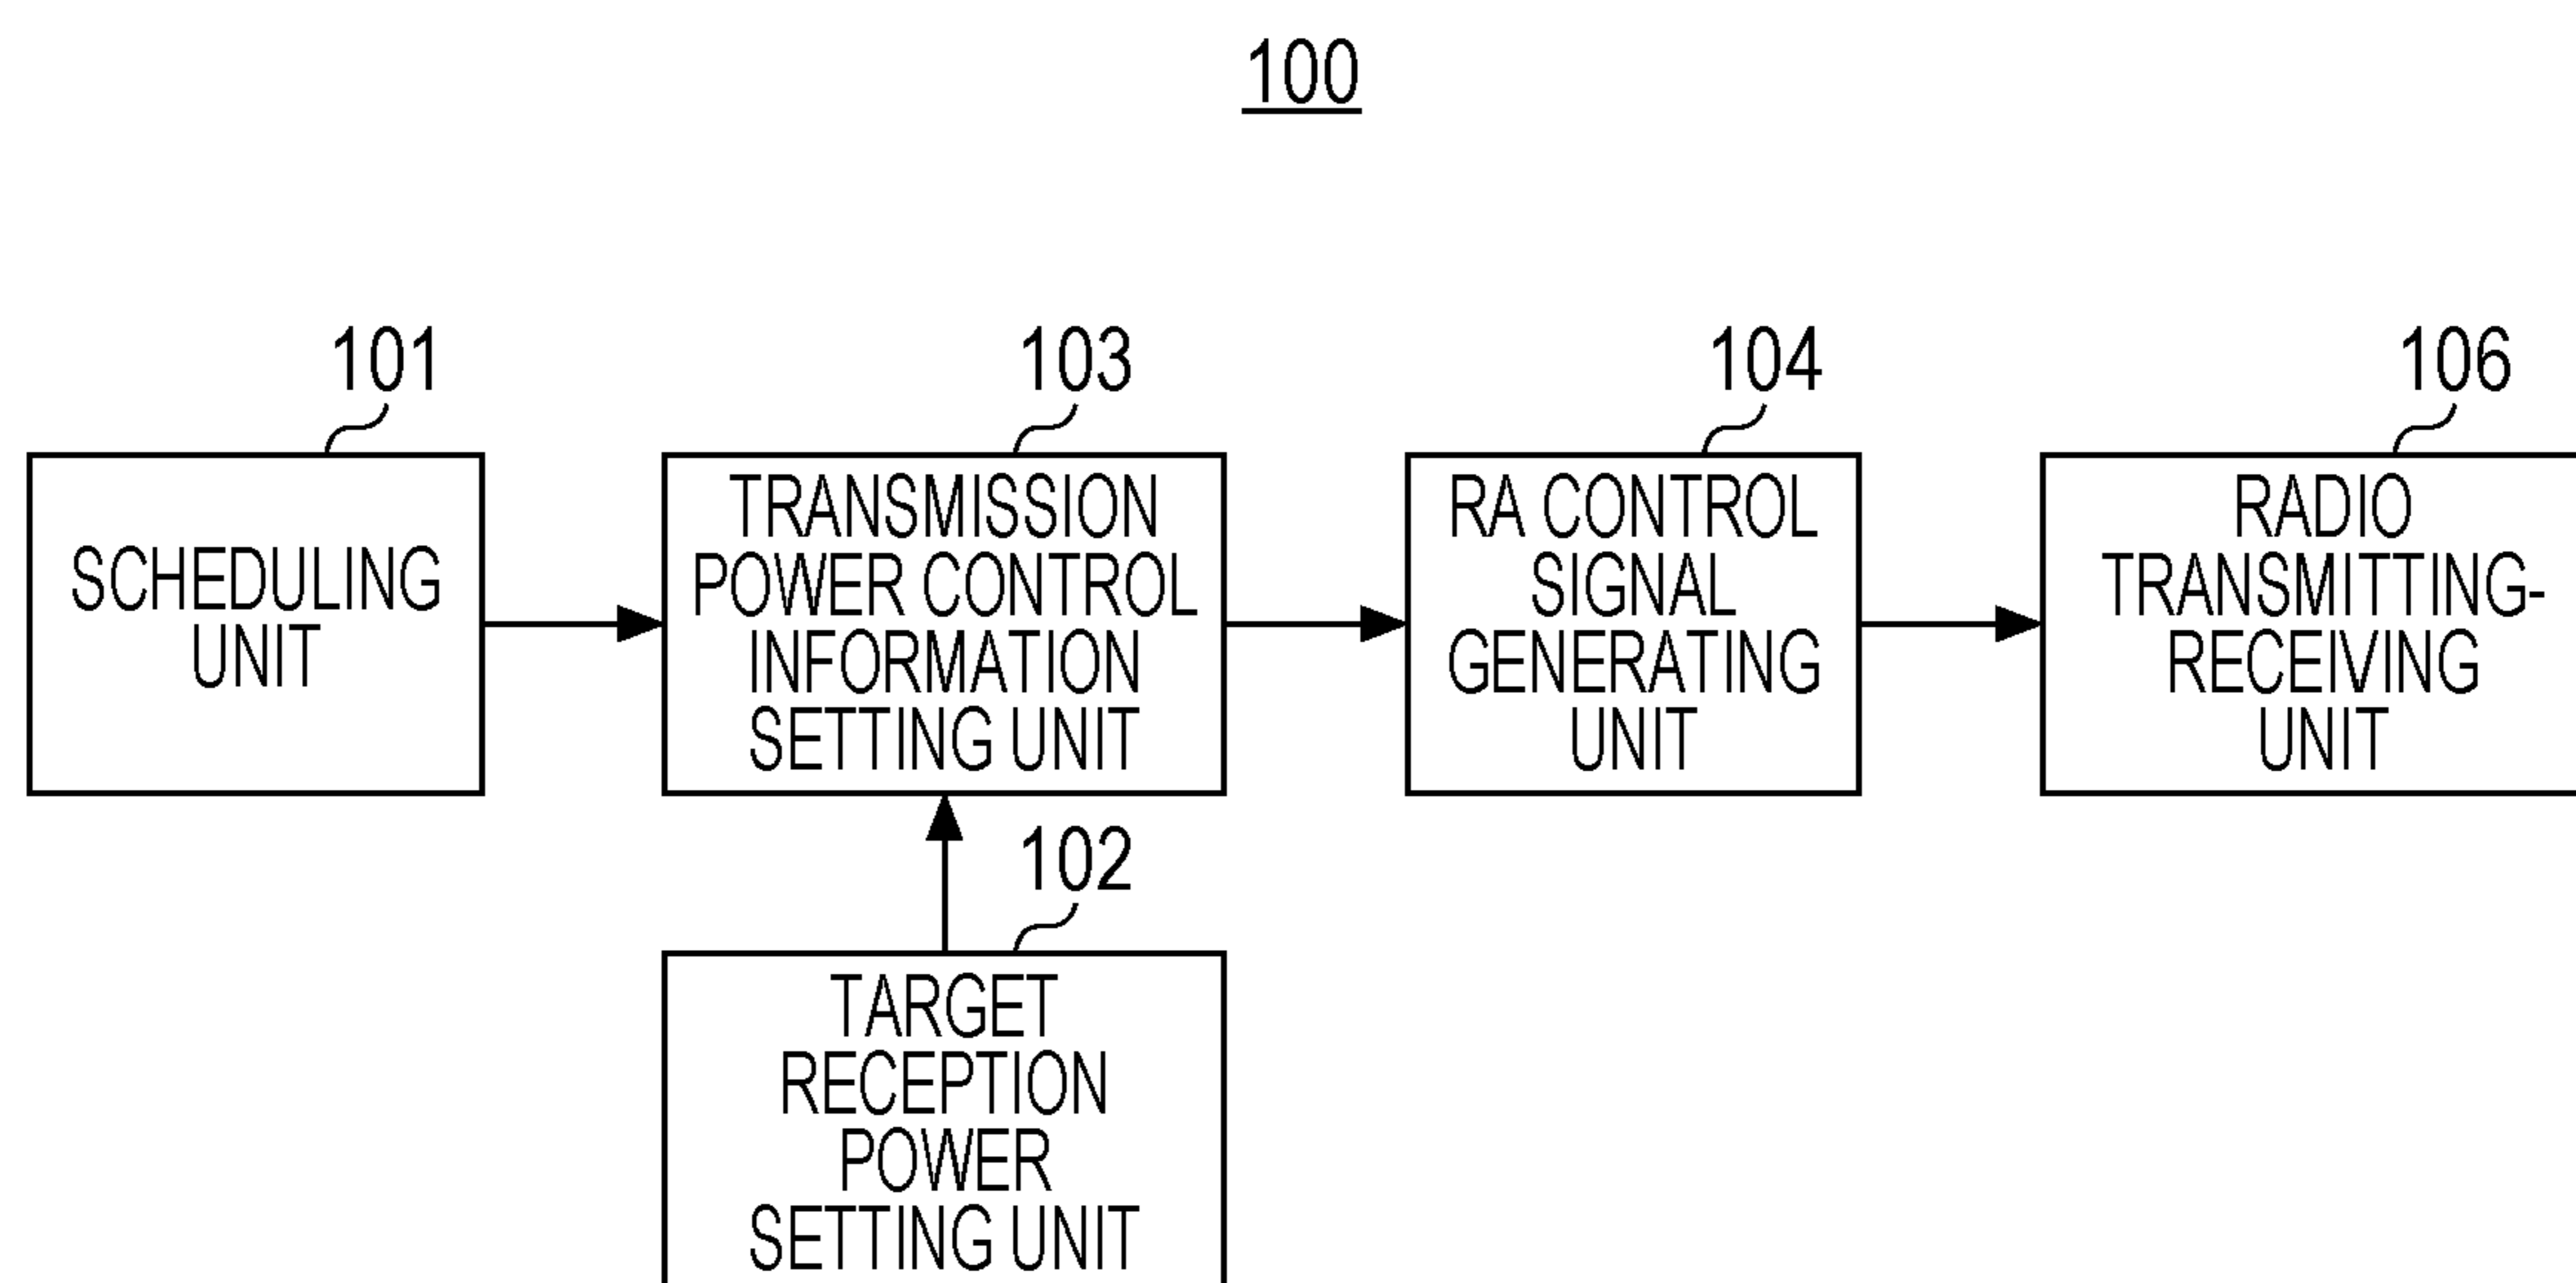 100
101
103
104
106
SCHEDULING
UNIT
TRANSMISSION
POWER CONTROL
INFORMATION
SETTING UNIT
RA CONTROL
SIGNAL
GENERATING
UNIT
RADIO
TRANSMITTING-
RECEIVING
UNIT
102
TARGET
RECEPTION
POWER
SETTING UNIT